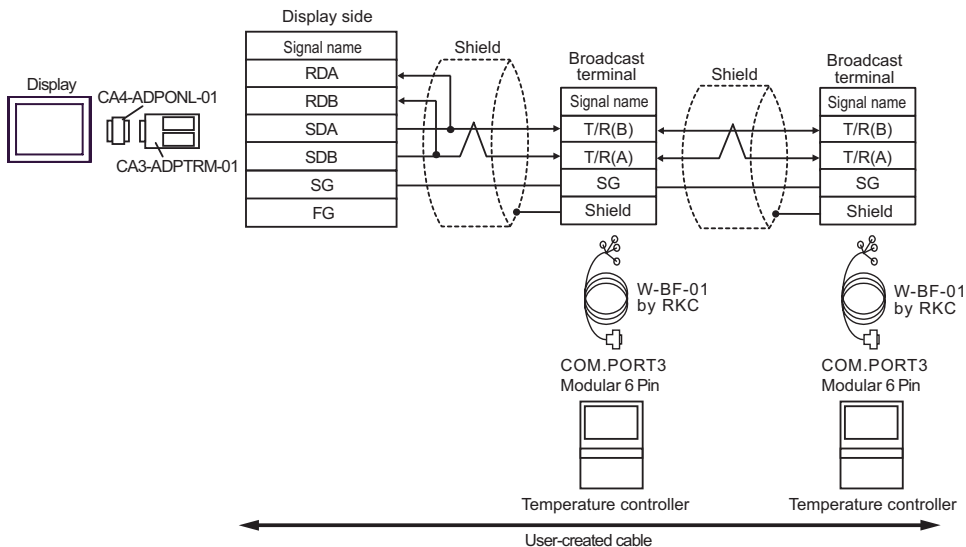 Display side
Signal name
RDA
RDB
SDA
SDB
SG
FG
Display
CA4-ADPONL-01
CA3-ADPTRM-01
Shield
Broadcast
terminal
Signal name
T/R(B)
T/R(A)
SG
Shield
Shield
Broadcast
terminal
Signal name
T/R(B)
T/R(A)
SG
Shield
W-BF-01
by RKC
COM.PORT3
Modular 6 Pin
Temperature controller
W-BF-01
by RKC
COM.PORT3
Modular 6 Pin
Temperature controller
User-created cable